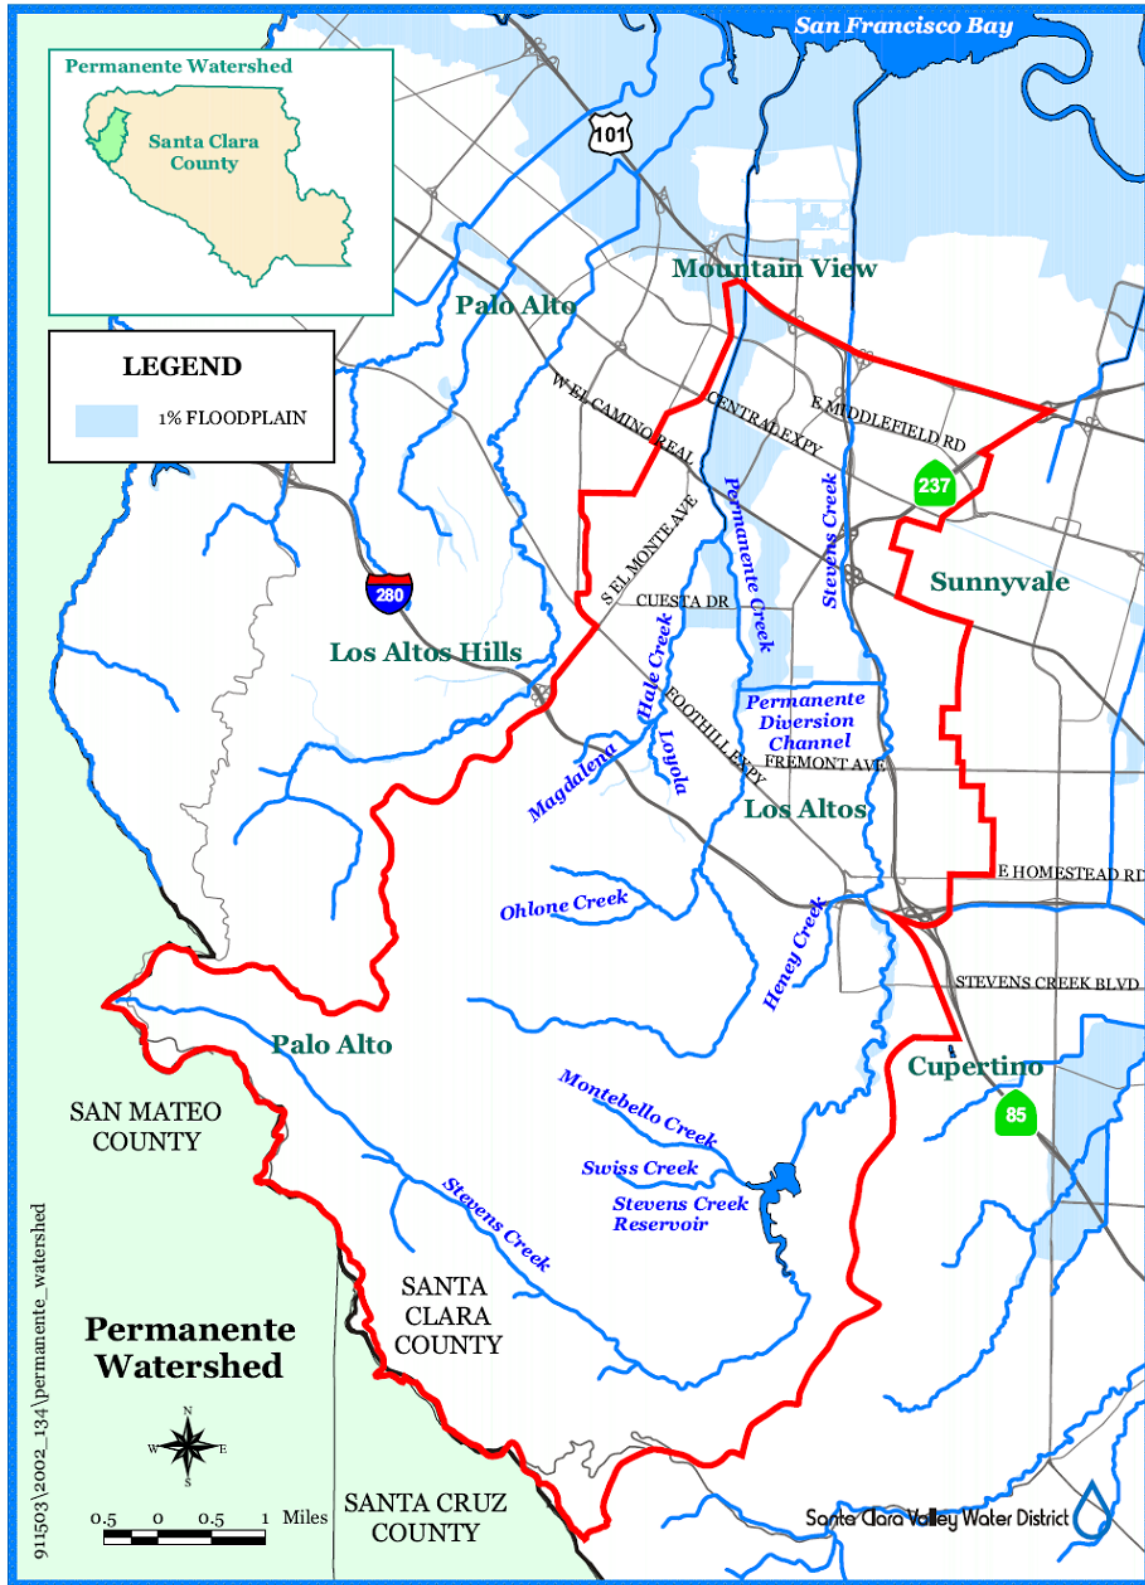 San Francisco Bay
Permanente Watershed
Santa Clara
County
101
Mountain View
Palo Alto
LEGEND
1% FLOODPLAIN
W EL CAMINO REAL
CENTRAL EXPY
E MIDDLEFIELD RD
237
Permanente Creek
Stevens Creek
S EL MONTE AVE
280
CUESTA DR
Sunnyvale
Los Altos Hills
Hale Creek
FOOTHILL EXPY
Permanente
Diversion
Channel
Magdalena
Loyola
FREMONT AVE
Los Altos
E HOMESTEAD RD
Ohlone Creek
Heney Creek
STEVENS CREEK BLVD
Palo Alto
Cupertino
Montebello Creek
85
SAN MATEO
COUNTY
Swiss Creek
Stevens Creek
Reservoir
Stevens Creek
SANTA
CLARA
COUNTY
Permanente
Watershed
N
W E
S
0.5 0 0.5 1 Miles
SANTA CRUZ
COUNTY
Santa Clara Valley Water District
911503\2002_134\permanente_watershed